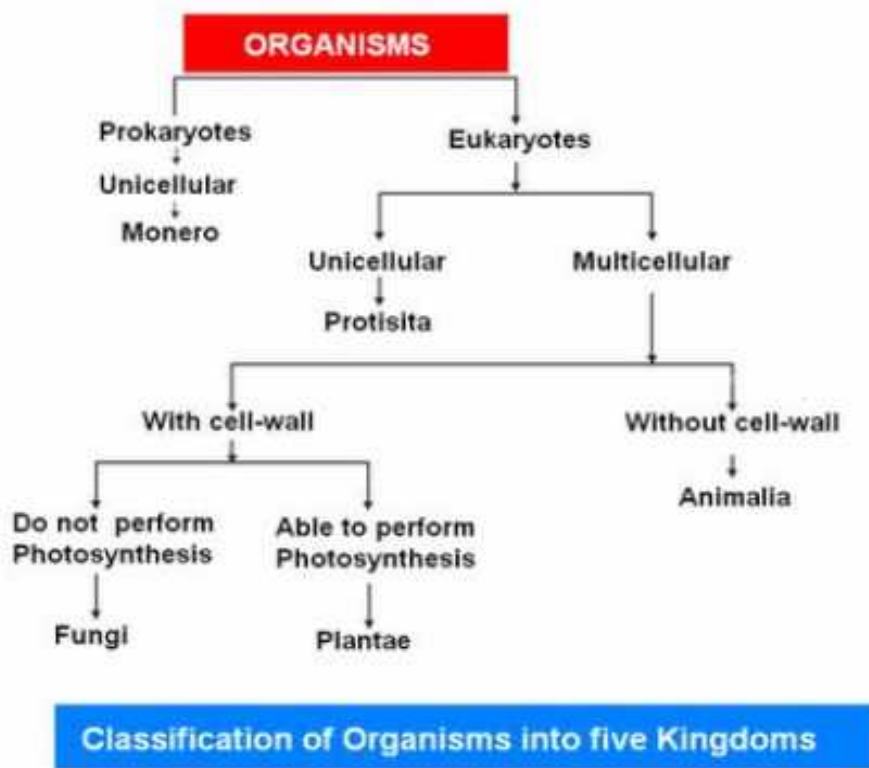 ORGANISMS
Prokaryotes
Eukaryotes
Unicellular
Monero
Unicellular
Multicellular
Protisita
With cell-wall
Without cell-wall
Animalia
Do not perform
Photosynthesis
Able to perform
Photosynthesis
Fungi
Plantae
Classification of Organisms into five Kingdoms